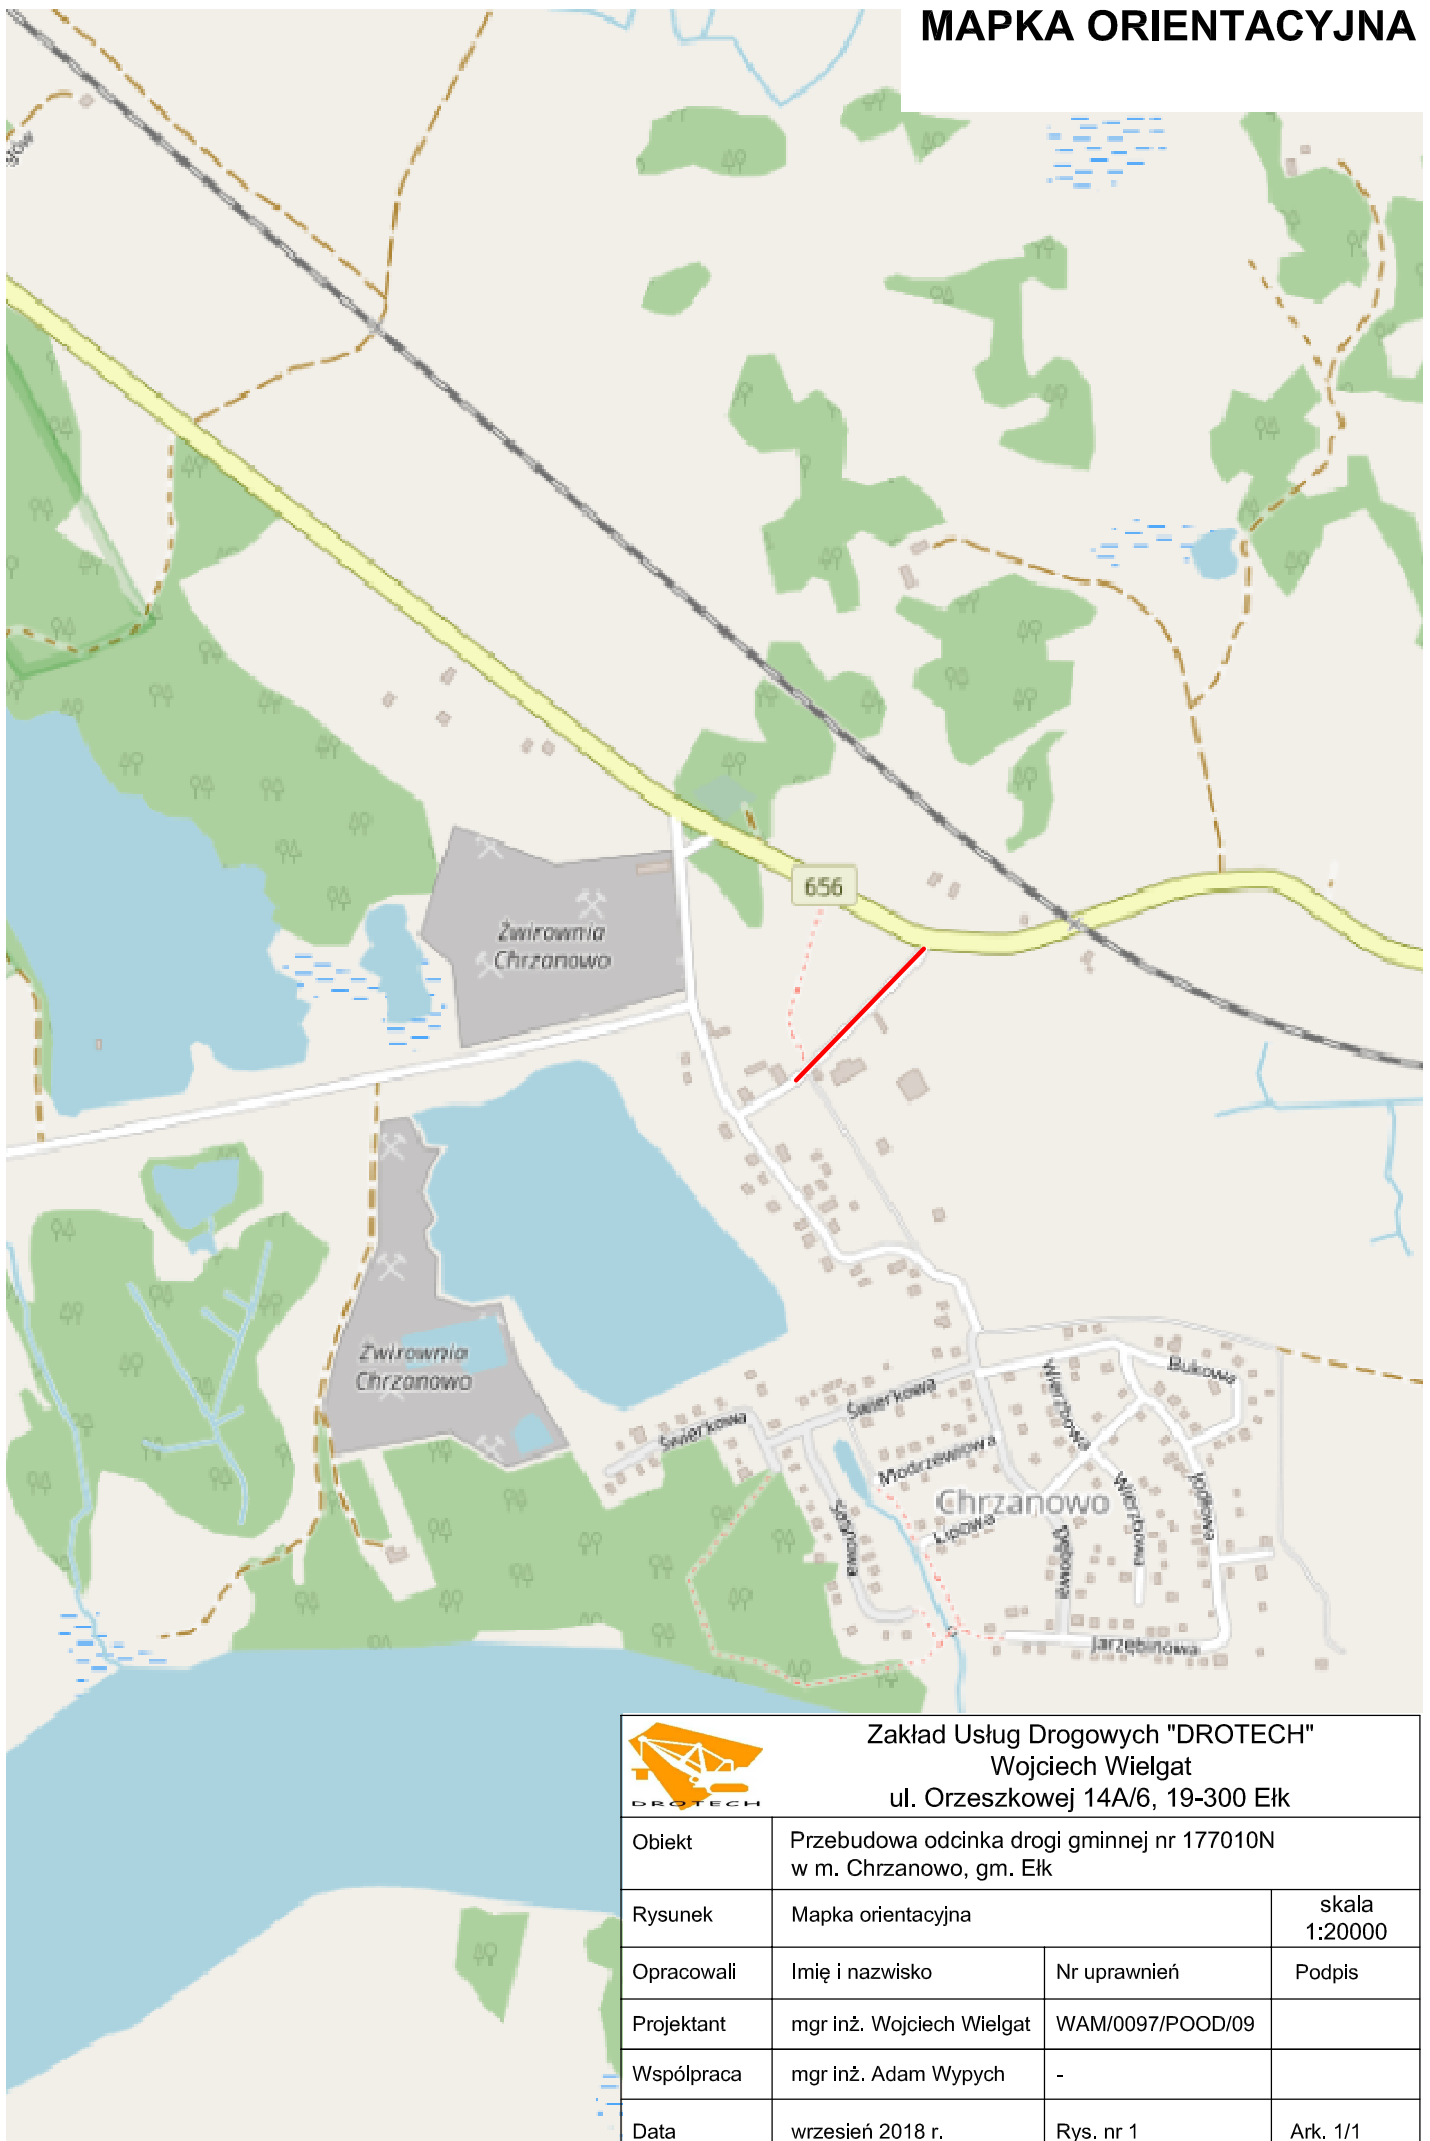 MAPKA ORIENTACYJNA
656
Żwirownia
Chrzanowo
Żwirownia
Chrzanowo
Bukowa
Świerkowa
Świerkowa
Wierzbowa
Modrzewiowa
Chrzanowo
Lipowa
Wierzbowa
Jodłowa
Sosnowa
Dębowa
Jarzębinowa
DROTECH
Zakład Usług Drogowych "DROTECH"
Wojciech Wielgat
ul. Orzeszkowej 14A/6, 19-300 Ełk
Obiekt
Przebudowa odcinka drogi gminnej nr 177010N
w m. Chrzanowo, gm. Ełk
Rysunek
Mapka orientacyjna
skala
1:20000
Opracowali
Imię i nazwisko
Nr uprawnień
Podpis
Projektant
mgr inż. Wojciech Wielgat
WAM/0097/POOD/09
Współpraca
mgr inż. Adam Wypych
-
Data
wrzesień 2018 r.
Rys. nr 1
Ark. 1/1